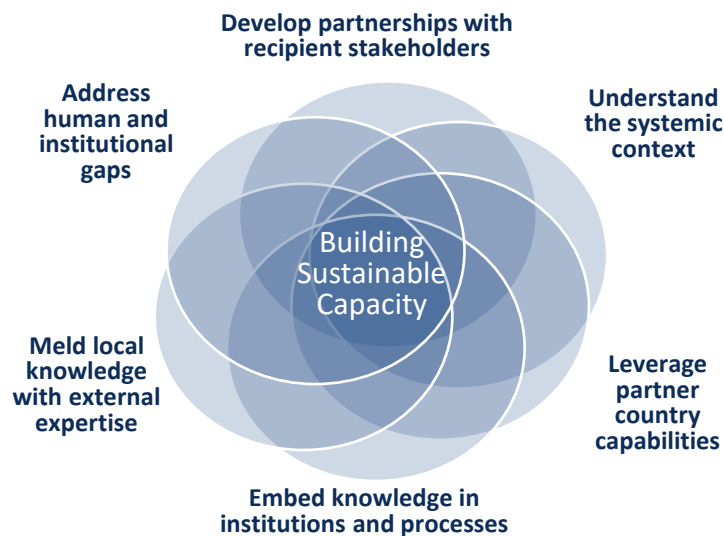 Develop partnerships with
recipient stakeholders
Address
human and
institutional
gaps
Understand
the systemic
context
Building
Sustainable
Capacity
Meld local
knowledge
with external
expertise
Leverage
partner
country
capabilities
Embed knowledge in
institutions and processes